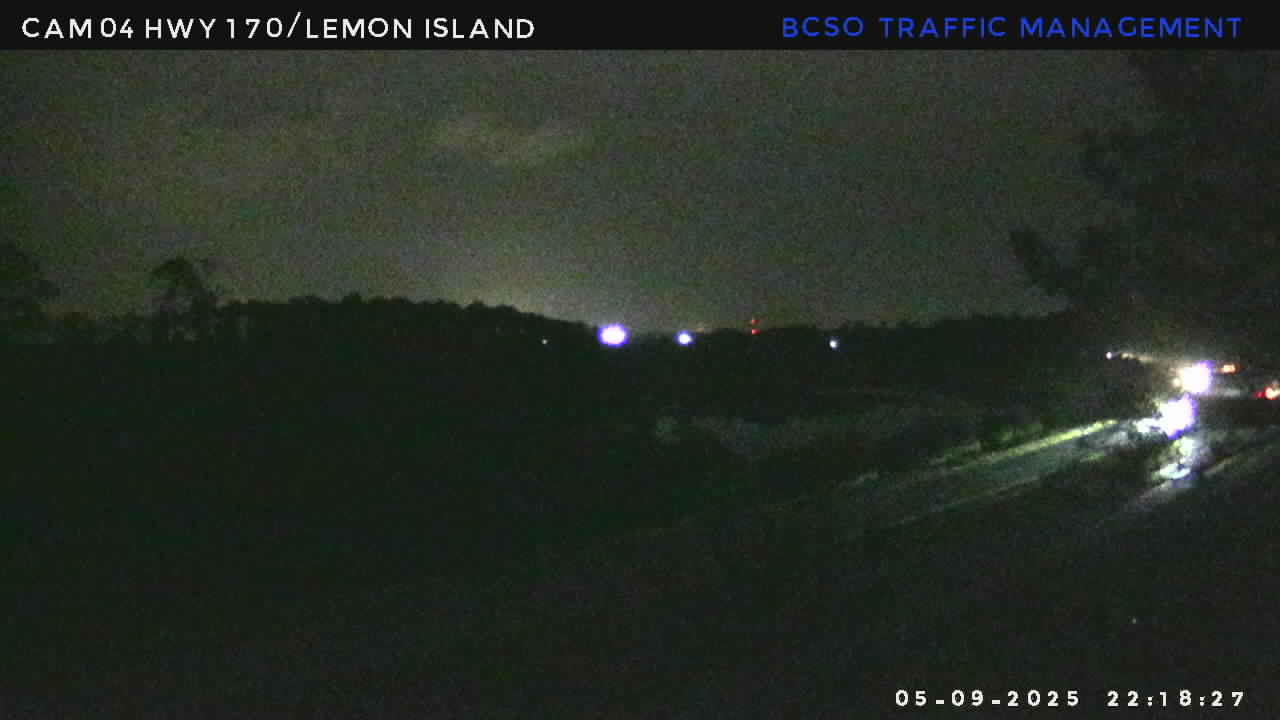 CAM04 HWY 170/LEMON ISLAND
BCSO TRAFFIC MANAGEMENT
05-09-2025 22:18:27